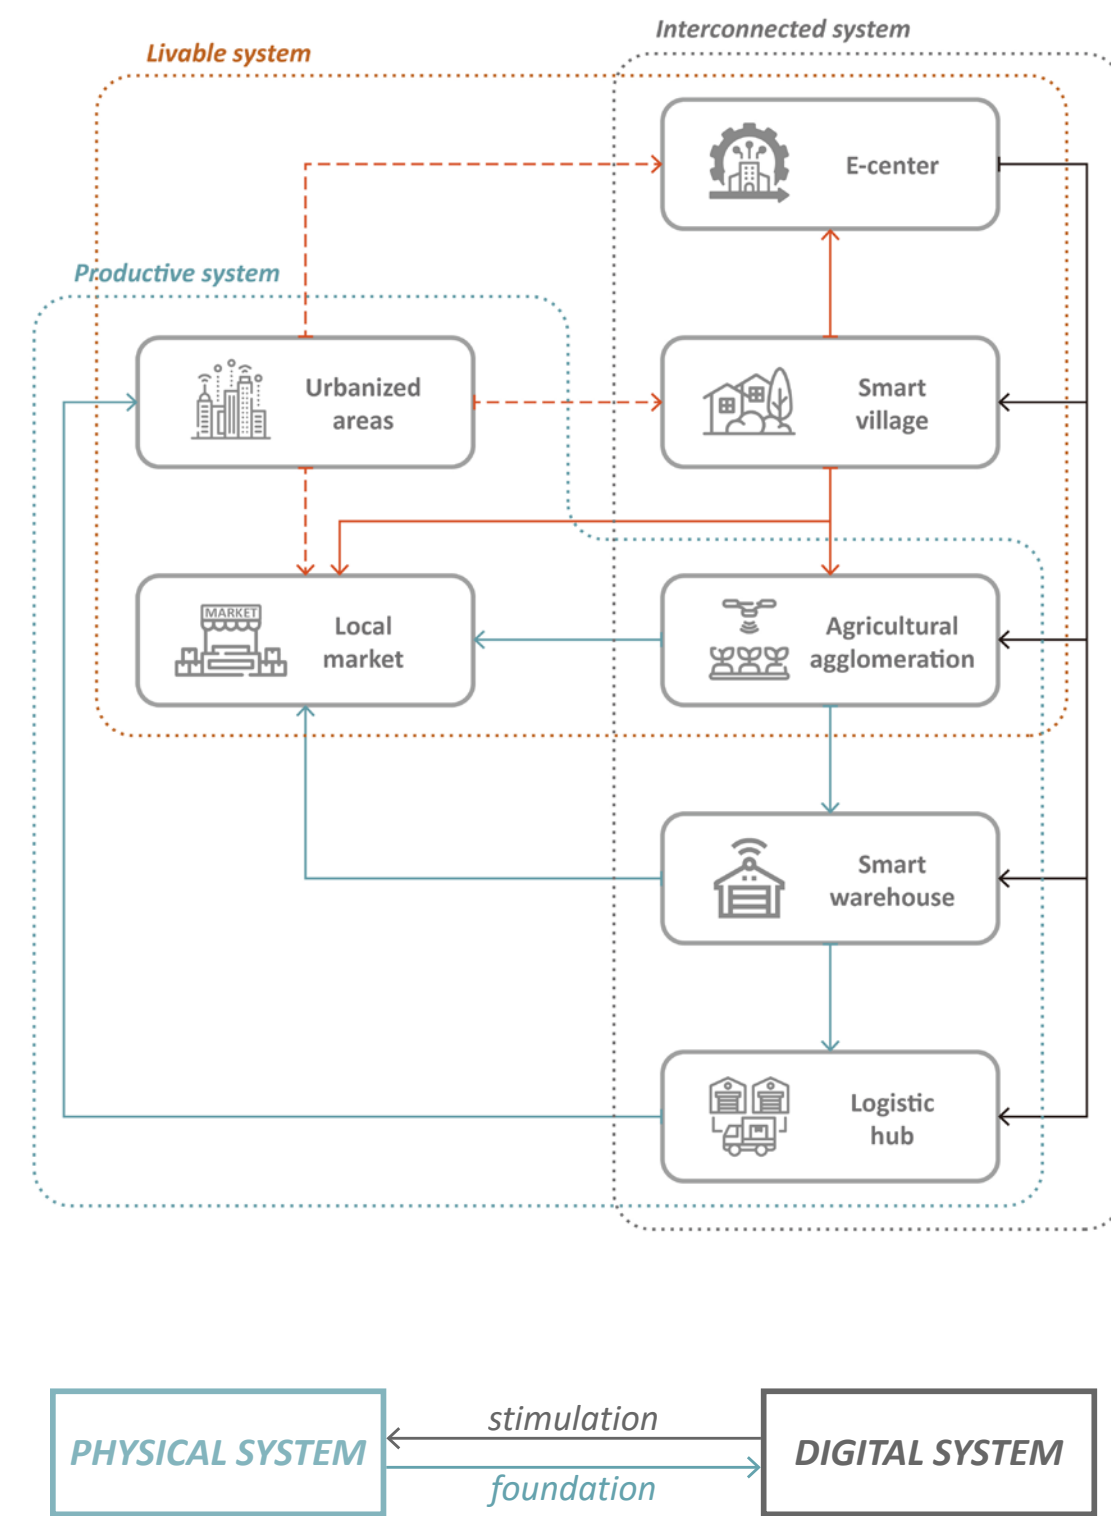 Interconnected system
Livable system
E-center
Productive system
Urbanized
areas
Smart
village
MARKET
Local
market
Agricultural
agglomeration
Smart
warehouse
Logistic
hub
PHYSICAL SYSTEM
stimulation
foundation
DIGITAL SYSTEM